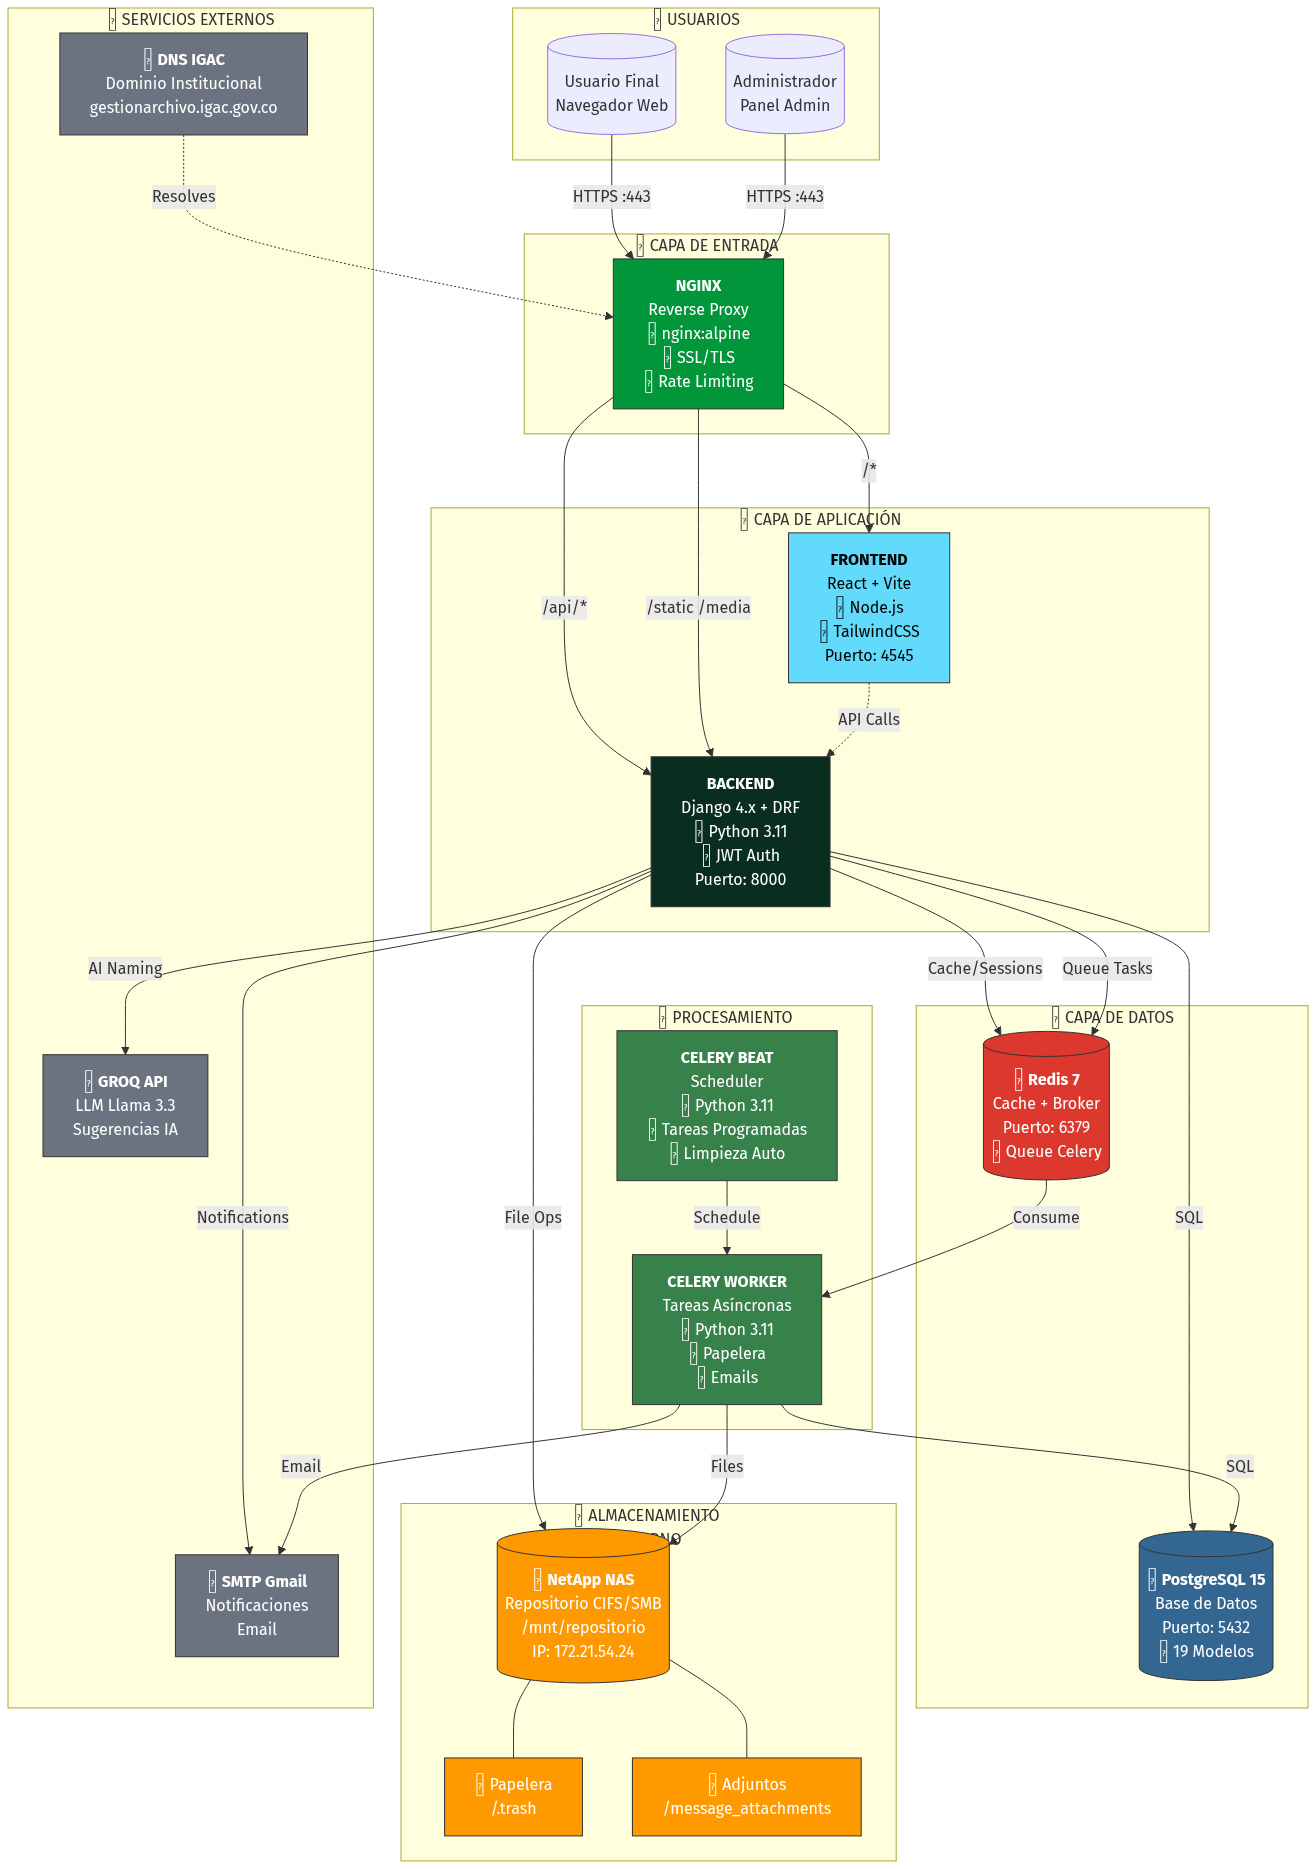 SERVICIOS EXTERNOS
DNS IGAC
Dominio Institucional
gestionarchivo.igac.gov.co
Resolves
USUARIOS
Usuario Final
Navegador Web
Administrador
Panel Admin
HTTPS :443
HTTPS :443
CAPA DE ENTRADA
NGINX
Reverse Proxy
nginx:alpine
SSL/TLS
Rate Limiting
/*
/api/*
/static /media
CAPA DE APLICACIÓN
FRONTEND
React + Vite
Node.js
TailwindCSS
Puerto: 4545
API Calls
BACKEND
Django 4.x + DRF
Python 3.11
JWT Auth
Puerto: 8000
AI Naming
Cache/Sessions
Queue Tasks
GROQ API
LLM Llama 3.3
Sugerencias IA
Notifications
File Ops
PROCESAMIENTO
CELERY BEAT
Scheduler
Python 3.11
Tareas Programadas
Limpieza Auto
Schedule
CELERY WORKER
Tareas Asíncronas
Python 3.11
Papelera
Emails
CAPA DE DATOS
Redis 7
Cache + Broker
Puerto: 6379
Queue Celery
Consume
SQL
Email
Files
SQL
SMTP Gmail
Notificaciones
Email
ALMACENAMIENTO
NetApp NAS
Repositorio CIFS/SMB
/mnt/repositorio
IP: 172.21.54.24
PostgreSQL 15
Base de Datos
Puerto: 5432
19 Modelos
Papelera
/.trash
Adjuntos
/message_attachments